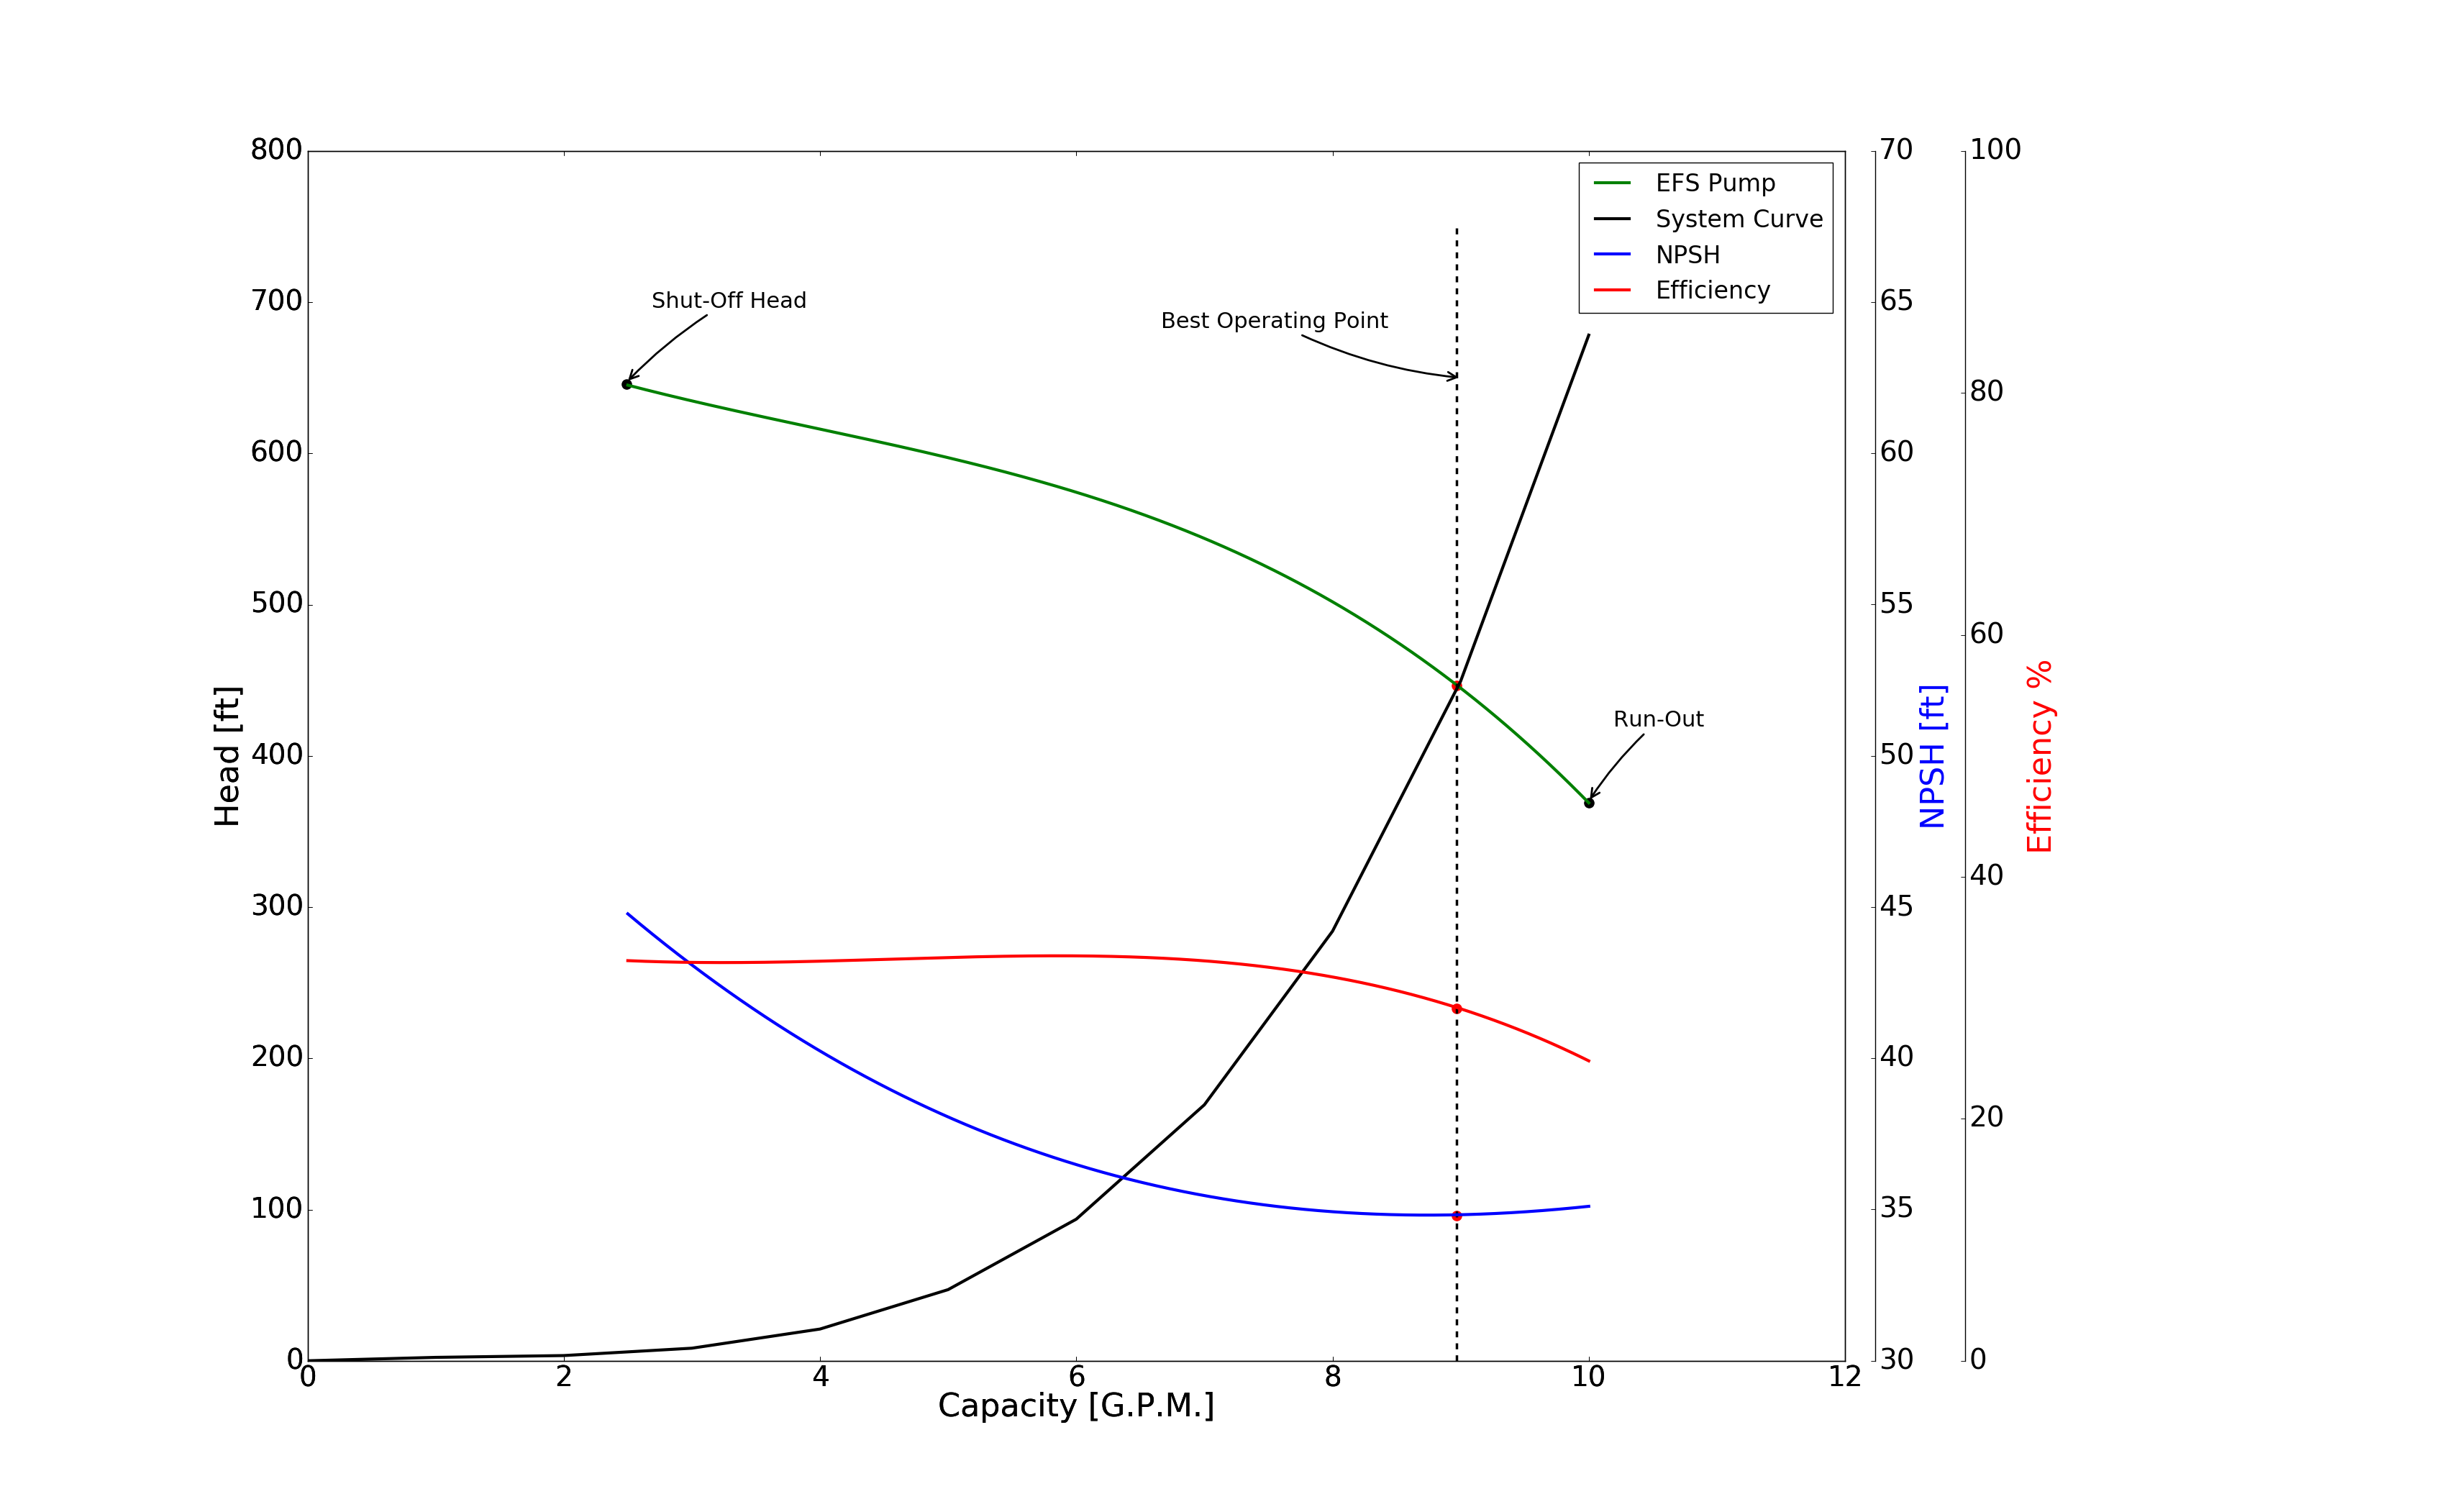 EFS Pump
System Curve
NPSH
Efficiency
Shut-Off Head
Best Operating Point
Run-Out
800
700
600
500
400
300
200
100
0
Head [ft]
0 2 4 6 8 10 12
Capacity [G.P.M.]
70
65
60
55
50
45
40
35
30
NPSH [ft]
100
80
60
40
20
0
Efficiency %